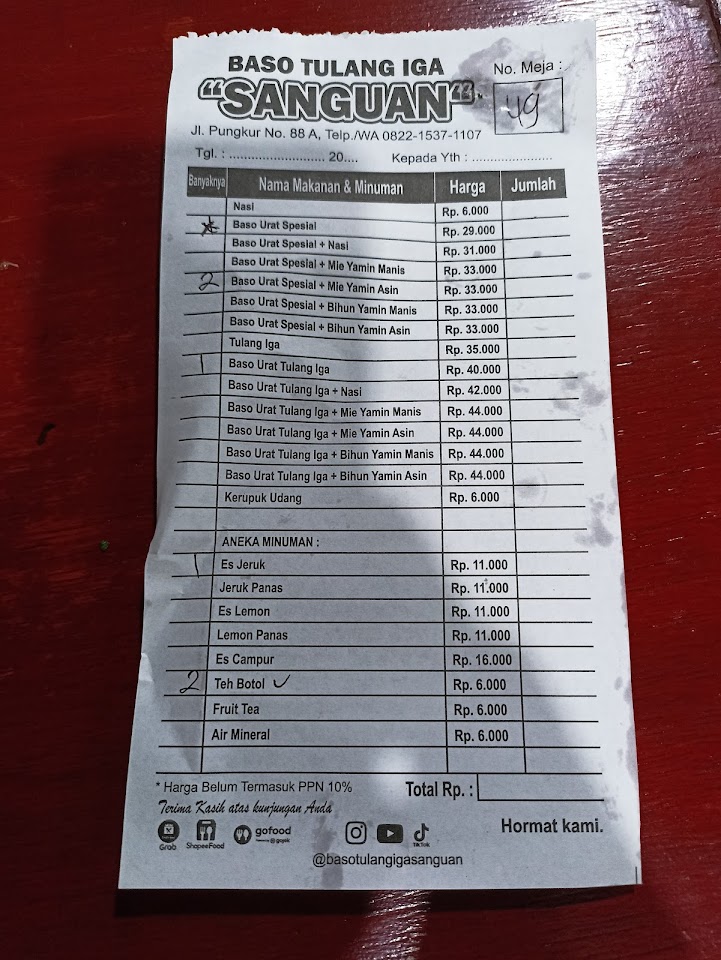 BASO TULANG IGA
"SANGUAN"
No. Meja :
49
Jl. Pungkur No. 88 A, Telp./WA 0822-1537-1107
Tgl. : .......................... 20.... Kepada Yth : ......................
Banyaknya Nama Makanan & Minuman Harga Jumlah
Nasi Rp. 6.000
Baso Urat Spesial Rp. 29.000
Baso Urat Spesial + Nasi Rp. 31.000
Baso Urat Spesial + Mie Yamin Manis Rp. 33.000
2 Baso Urat Spesial + Mie Yamin Asin Rp. 33.000
Baso Urat Spesial + Bihun Yamin Manis Rp. 33.000
Baso Urat Spesial + Bihun Yamin Asin Rp. 33.000
Tulang Iga Rp. 35.000
1 Baso Urat Tulang Iga Rp. 40.000
Baso Urat Tulang Iga + Nasi Rp. 42.000
Baso Urat Tulang Iga + Mie Yamin Manis Rp. 44.000
Baso Urat Tulang Iga + Mie Yamin Asin Rp. 44.000
Baso Urat Tulang Iga + Bihun Yamin Manis Rp. 44.000
Baso Urat Tulang Iga + Bihun Yamin Asin Rp. 44.000
Kerupuk Udang Rp. 6.000
ANEKA MINUMAN :
1 Es Jeruk Rp. 11.000
Jeruk Panas Rp. 11.000
Es Lemon Rp. 11.000
Lemon Panas Rp. 11.000
Es Campur Rp. 16.000
2 Teh Botol ✓ Rp. 6.000
Fruit Tea Rp. 6.000
Air Mineral Rp. 6.000
* Harga Belum Termasuk PPN 10% Total Rp. :
Terima Kasih atas kunjungan Anda
Hormat kami.
Grab ShopeeFood gofood TikTok
@basotulangigasanguan